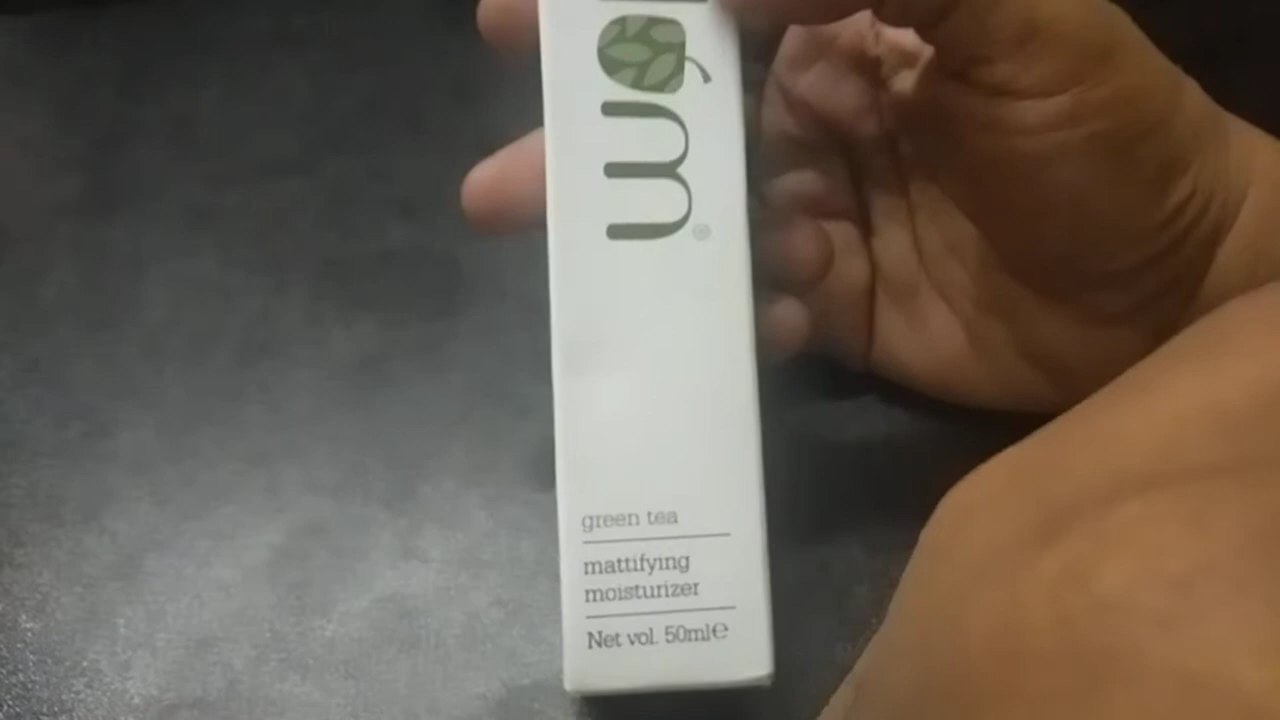 m®
green tea
mattifying
moisturizer
Net vol. 50ml℮